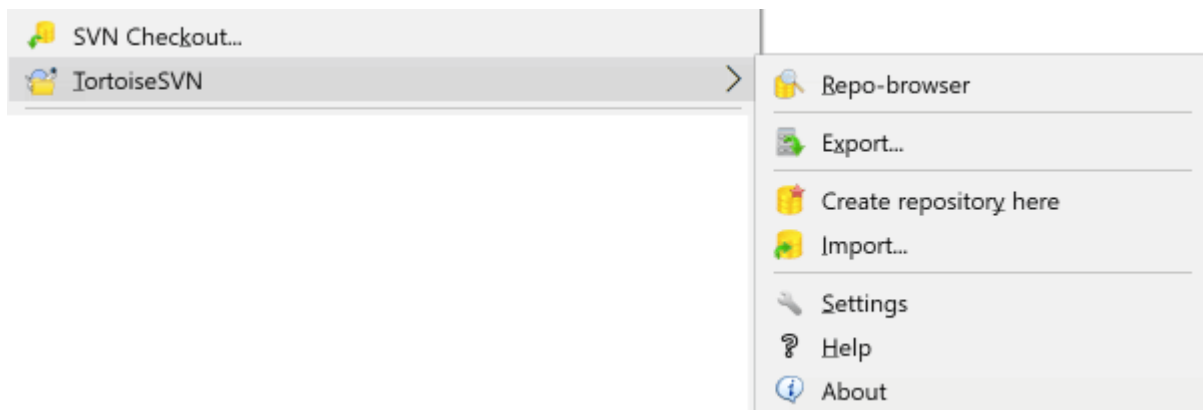 SVN Checkout...
TortoiseSVN
Repo-browser
Export...
Create repository here
Import...
Settings
Help
About